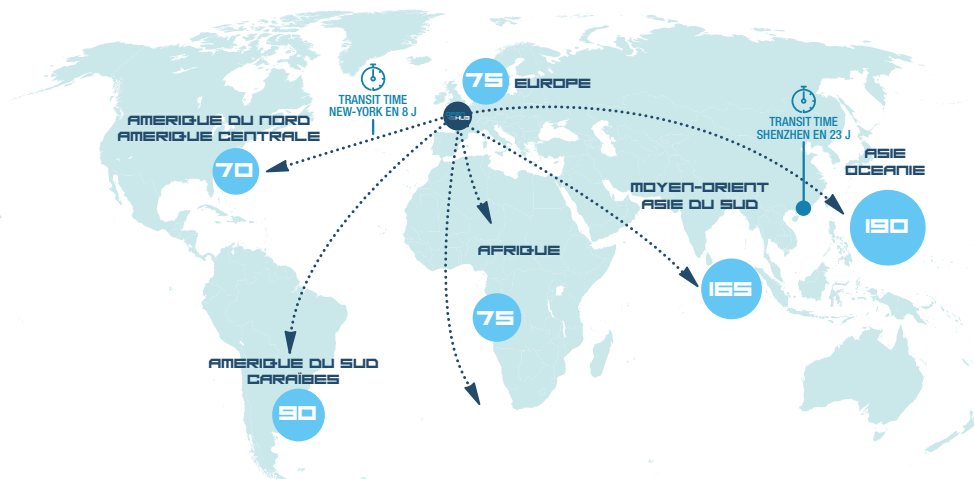 75
EUROPE
TRANSIT TIME
NEW-YORK EN 8 J
HUB
TRANSIT TIME
SHENZHEN EN 23 J
AMERIQUE DU NORD
AMERIQUE CENTRALE
70
ASIE
OCEANIE
190
MOYEN-ORIENT
ASIE DU SUD
165
AFRIQUE
75
AMERIQUE DU SUD
CARAÏBES
90